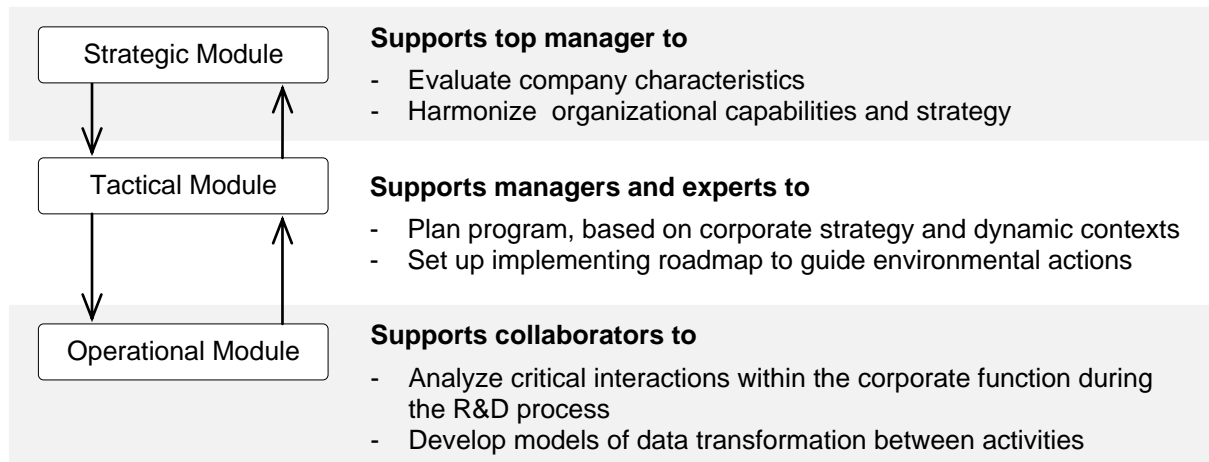 Strategic Module
Supports top manager to
- Evaluate company characteristics
- Harmonize organizational capabilities and strategy
Tactical Module
Supports managers and experts to
- Plan program, based on corporate strategy and dynamic contexts
- Set up implementing roadmap to guide environmental actions
Operational Module
Supports collaborators to
- Analyze critical interactions within the corporate function during
the R&D process
- Develop models of data transformation between activities